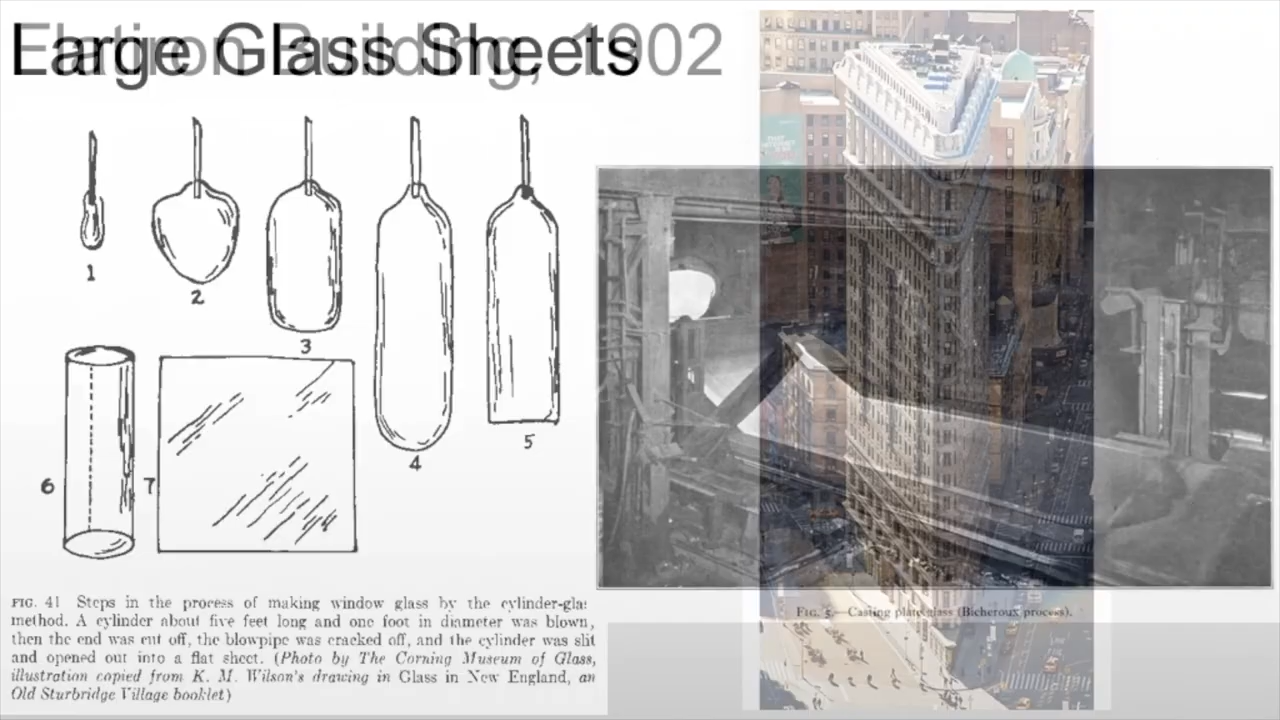 Large Glass Sheets
Flatiron Building, 1902
1
2
3
4
5
6
7
FIG. 41 Steps in the process of making window glass by the cylinder-gla
method. A cylinder about five feet long and one foot in diameter was blown,
then the end was cut off, the blowpipe was cracked off, and the cylinder was slit
and opened out into a flat sheet. (Photo by The Corning Museum of Glass,
illustration copied from K. M. Wilson's drawing in Glass in New England, an
Old Sturbridge Village booklet)
FIG. 5.—Casting plate glass (Bicheroux process).